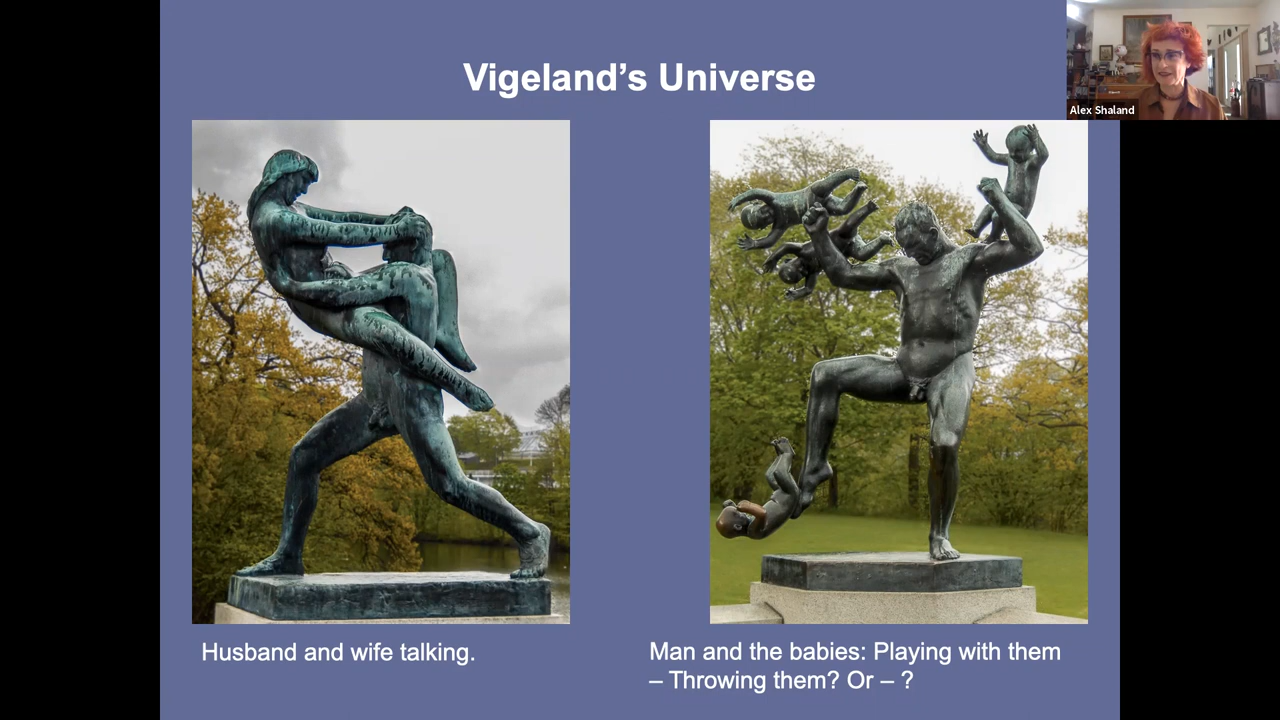 Vigeland’s Universe
Alex Shaland
Husband and wife talking.
Man and the babies: Playing with them
– Throwing them? Or – ?